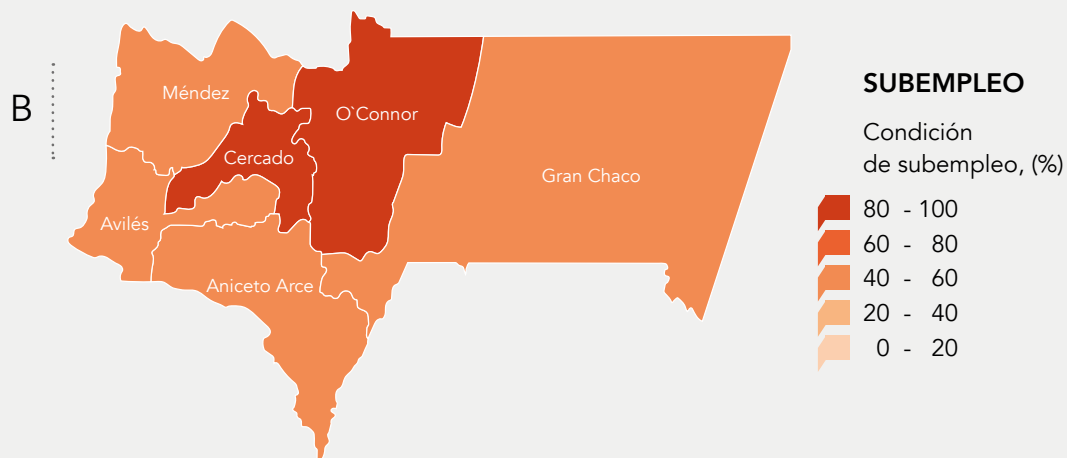 B
Méndez
O`Connor
Cercado
Gran Chaco
Avilés
Aniceto Arce
SUBEMPLEO
Condición
de subempleo, (%)
80 - 100
60 - 80
40 - 60
20 - 40
0 - 20